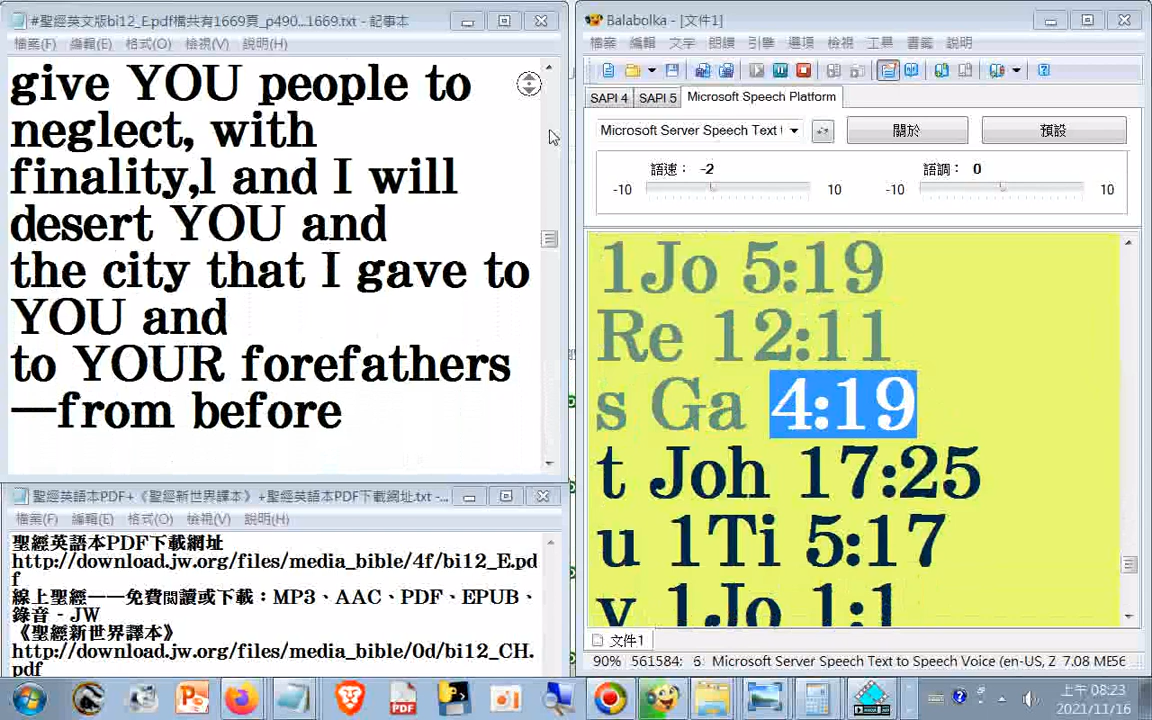 #聖經英文版bi12_E.pdf檔共有1669頁_p490...1669.txt - 記事本
檔案(F) 編輯(E) 格式(O) 檢視(V) 說明(H)
give YOU people to
neglect, with
finality,l and I will
desert YOU and
the city that I gave to
YOU and
to YOUR forefathers
—from before
聖經英語本PDF+《聖經新世界譯本》+聖經英語本PDF下載網址.txt -...
檔案(F) 編輯(E) 格式(O) 檢視(V) 說明(H)
聖經英語本PDF下載網址
http://download.jw.org/files/media_bible/4f/bi12_E.pd
f
線上聖經——免費閱讀或下載：MP3、AAC、PDF、EPUB、
錄音 - JW
《聖經新世界譯本》
http://download.jw.org/files/media_bible/0d/bi12_CH.
pdf
Balabolka - [文件1]
檔案 編輯 文字 朗讀 引擎 選項 檢視 工具 書籤 說明
SAPI 4 SAPI 5 Microsoft Speech Platform
Microsoft Server Speech Text 關於 預設
語速： -2 語調： 0
-10 10 -10 10
1Jo 5:19
Re 12:11
s Ga 4:19
t Joh 17:25
u 1Ti 5:17
v 1Jo 1:1
文件1
90% 561584: 6 Microsoft Server Speech Text to Speech Voice (en-US, Z 7.08 ME56
上午 08:23
2021/11/16